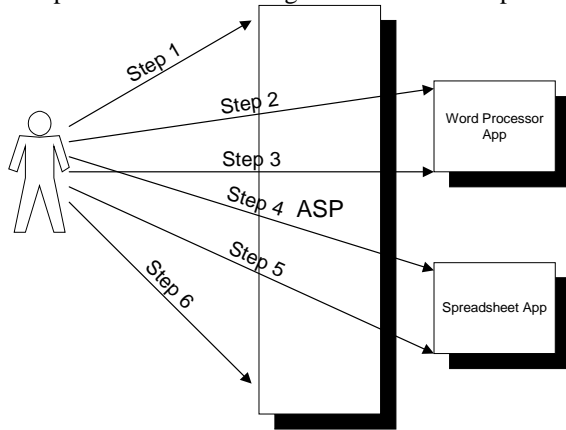 Step 1
Step 2
Word Processor
App
Step 3
Step 4
ASP
Step 5
Spreadsheet App
Step 6